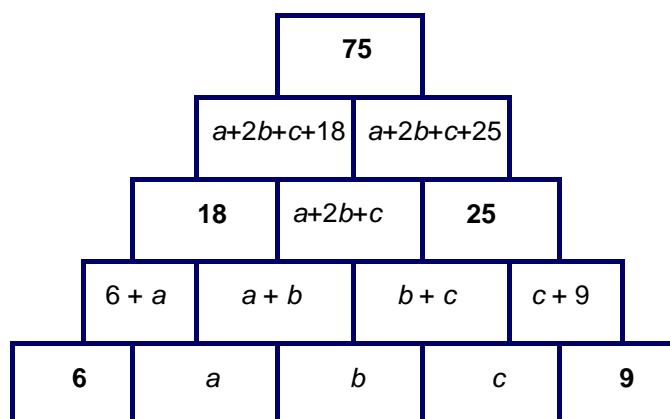 75
a+2b+c+18 a+2b+c+25
18 a+2b+c 25
6 + a a + b b + c c + 9
6 a b c 9